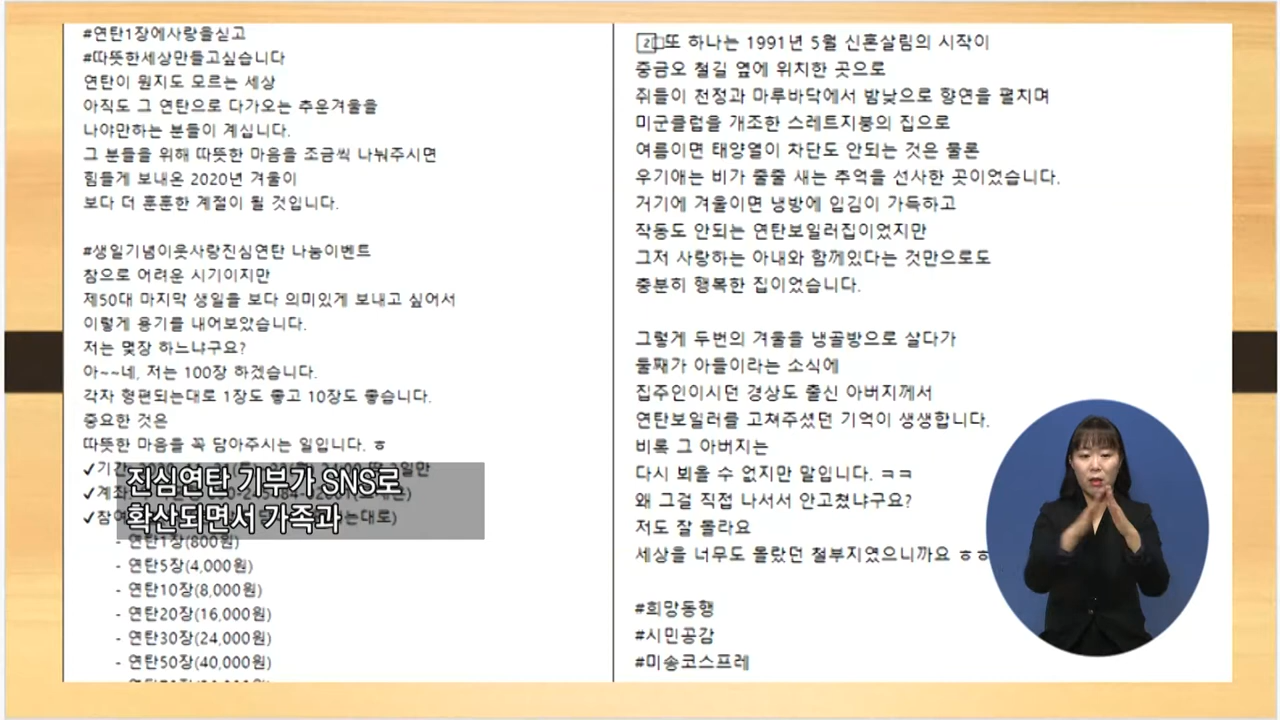 #연탄1장에사랑을싣고
#따뜻한세상만들고싶습니다
연탄이 뭔지도 모르는 세상
아직도 그 연탄으로 다가오는 추운겨울을
나야만하는 분들이 계십니다.
그 분들을 위해 따뜻한 마음을 조금씩 나눠주시면
힘들게 보내온 2020년 겨울이
보다 더 훈훈한 계절이 될 것입니다.
#생일기념이웃사랑진심연탄 나눔이벤트
참으로 어려운 시기이지만
제50대 마지막 생일을 보다 의미있게 보내고 싶어서
이렇게 용기를 내어보았습니다.
저는 몇장 하느냐구요?
아~~네, 저는 100장 하겠습니다.
각자 형편되는대로 1장도 좋고 10장도 좋습니다.
중요한 것은
따뜻한 마음을 꼭 담아주시는 일입니다. ㅎ
✓기간
✓계좌
✓참여 는대로)
진심연탄 기부가 SNS로
확산되면서 가족과
- 연탄1장(800원)
- 연탄5장(4,000원)
- 연탄10장(8,000원)
- 연탄20장(16,000원)
- 연탄30장(24,000원)
- 연탄50장(40,000원)
2 또 하나는 1991년 5월 신혼살림의 시작이
중금오 철길 옆에 위치한 곳으로
쥐들이 천정과 마루바닥에서 밤낮으로 향연을 펼치며
미군클럽을 개조한 스레트지붕의 집으로
여름이면 태양열이 차단도 안되는 것은 물론
우기애는 비가 줄줄 새는 추억을 선사한 곳이었습니다.
거기에 겨울이면 냉방에 입김이 가득하고
작동도 안되는 연탄보일러집이었지만
그저 사랑하는 아내와 함께있다는 것만으로도
충분히 행복한 집이었습니다.
그렇게 두번의 겨울을 냉골방으로 살다가
둘째가 아들이라는 소식에
집주인이시던 경상도 출신 아버지께서
연탄보일러를 고쳐주셨던 기억이 생생합니다.
비록 그 아버지는
다시 뵈올 수 없지만 말입니다. ㅋㅋ
왜 그걸 직접 나서서 안고쳤냐구요?
저도 잘 몰라요
세상을 너무도 몰랐던 철부지였으니까요 ㅎㅎ
#희망동행
#시민공감
#미송코스프레